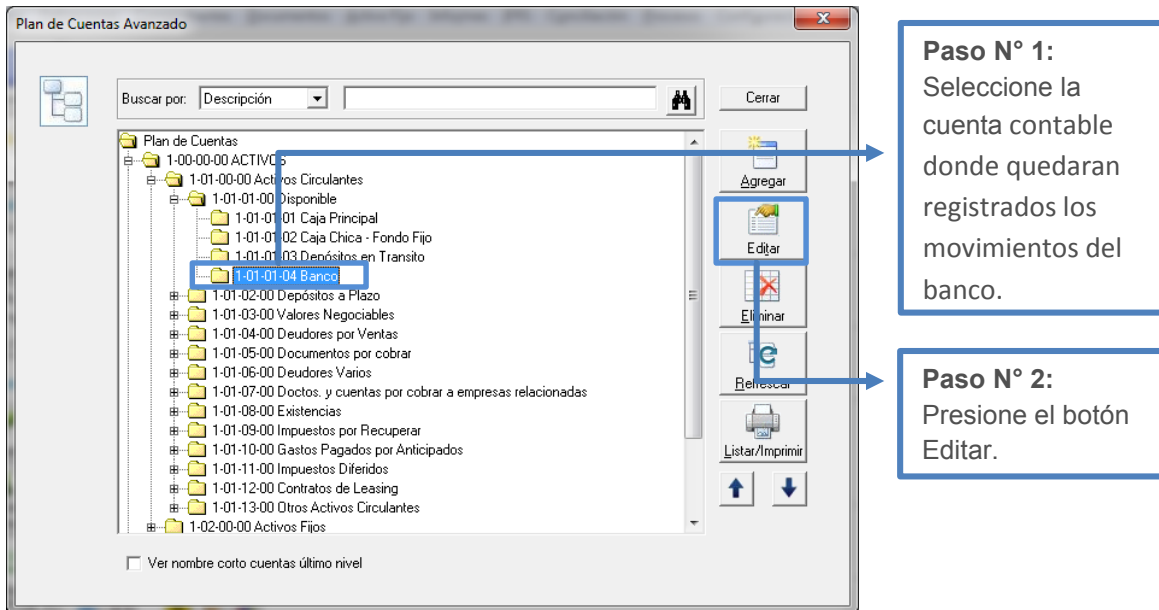 Plan de Cuentas Avanzado
Buscar por: Descripción
Cerrar
Plan de Cuentas
1-00-00-00 ACTIVOS
1-01-00-00 Activos Circulantes
1-01-01-00 Disponible
1-01-01-01 Caja Principal
1-01-01-02 Caja Chica - Fondo Fijo
1-01-01-03 Depósitos en Transito
1-01-01-04 Banco
1-01-02-00 Depósitos a Plazo
1-01-03-00 Valores Negociables
1-01-04-00 Deudores por Ventas
1-01-05-00 Documentos por cobrar
1-01-06-00 Deudores Varios
1-01-07-00 Doctos. y cuentas por cobrar a empresas relacionadas
1-01-08-00 Existencias
1-01-09-00 Impuestos por Recuperar
1-01-10-00 Gastos Pagados por Anticipados
1-01-11-00 Impuestos Diferidos
1-01-12-00 Contratos de Leasing
1-01-13-00 Otros Activos Circulantes
1-02-00-00 Activos Fijos
Agregar
Editar
Eliminar
Refrescar
Listar/Imprimir
Ver nombre corto cuentas último nivel
Paso N° 1:
Seleccione la
cuenta contable
donde quedaran
registrados los
movimientos del
banco.
Paso N° 2:
Presione el botón
Editar.